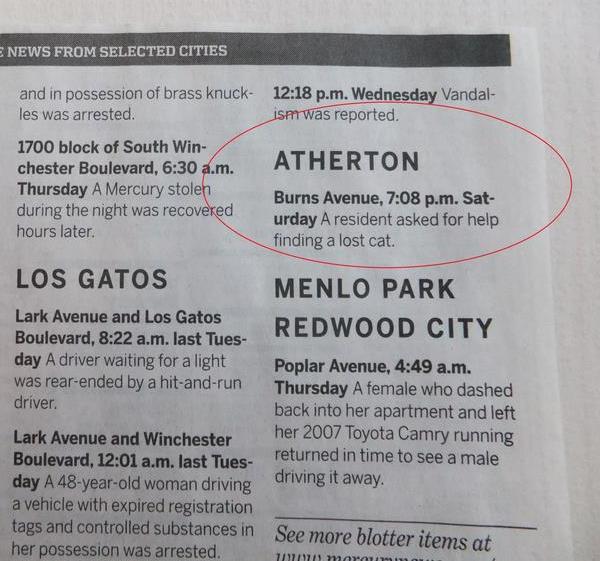 E NEWS FROM SELECTED CITIES
and in possession of brass knuck-
les was arrested.
1700 block of South Win-
chester Boulevard, 6:30 a.m.
Thursday A Mercury stolen
during the night was recovered
hours later.
LOS GATOS
Lark Avenue and Los Gatos
Boulevard, 8:22 a.m. last Tues-
day A driver waiting for a light
was rear-ended by a hit-and-run
driver.
Lark Avenue and Winchester
Boulevard, 12:01 a.m. last Tues-
day A 48-year-old woman driving
a vehicle with expired registration
tags and controlled substances in
her possession was arrested.
12:18 p.m. Wednesday Vandal-
ism was reported.
ATHERTON
Burns Avenue, 7:08 p.m. Sat-
urday A resident asked for help
finding a lost cat.
MENLO PARK
REDWOOD CITY
Poplar Avenue, 4:49 a.m.
Thursday A female who dashed
back into her apartment and left
her 2007 Toyota Camry running
returned in time to see a male
driving it away.
See more blotter items at